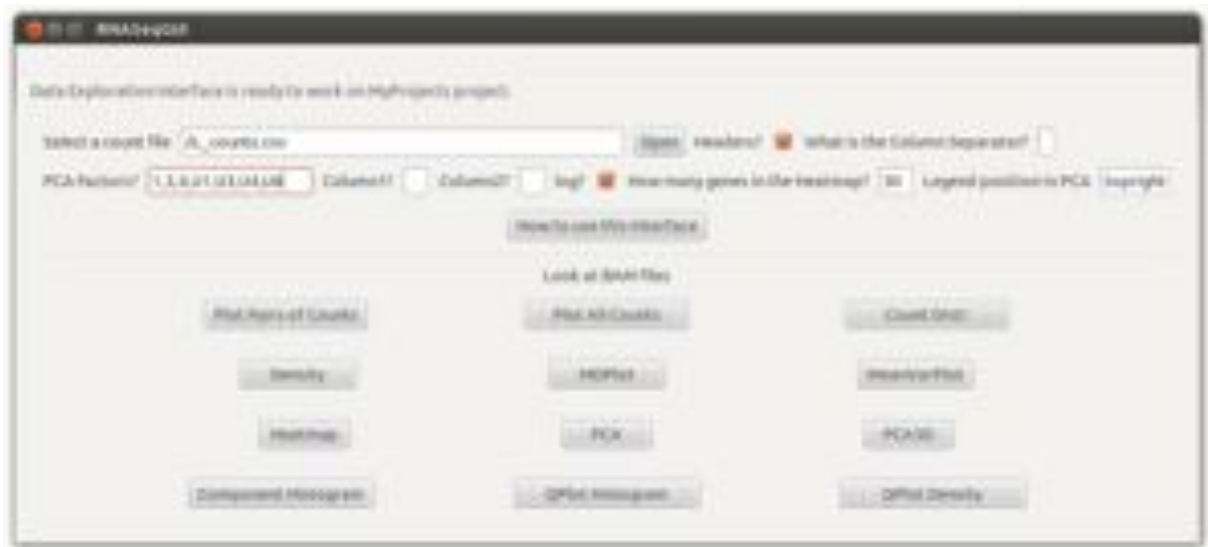 RNASeqGUI
Data Exploration Interface is ready to work on MyProjects project.
Select a count file counts.csv Open Headers? What is the Column Separator?
PCA Factors? Column1? Column2? log? How many genes in the Heatmap? Legend position in PCA topright
How to use this Interface
Look at BAM files
Plot Pairs of Counts Plot All Counts Count
Density MDPlot MeanVarPlot
Heatmap PCA PCA3D
Component Histogram QPlot Histogram QPlot Density